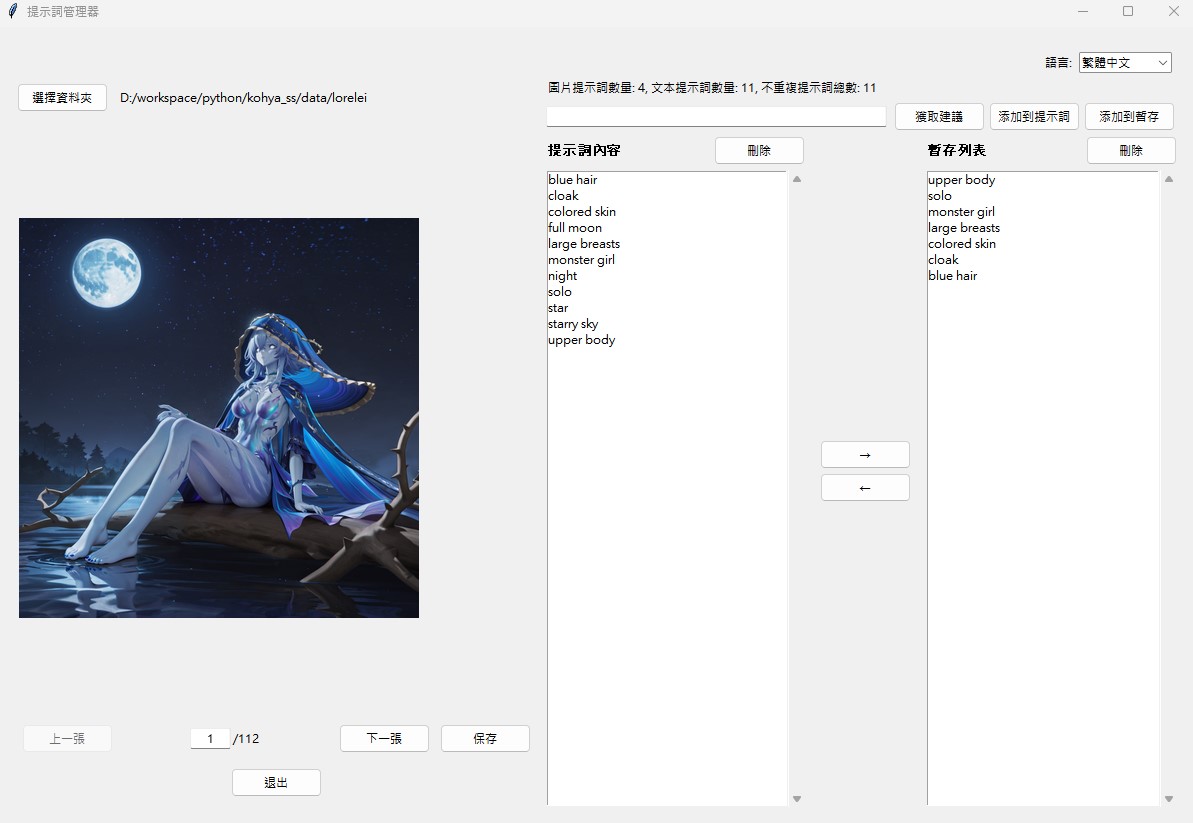 提示詞管理器
語言: 繁體中文
選擇資料夾 D:/workspace/python/kohya_ss/data/lorelei
圖片提示詞數量: 4, 文本提示詞數量: 11, 不重複提示詞總數: 11
獲取建議 添加到提示詞 添加到暫存
提示詞內容 刪除
blue hair
cloak
colored skin
full moon
large breasts
monster girl
night
solo
star
starry sky
upper body
→
←
暫存列表 刪除
upper body
solo
monster girl
large breasts
colored skin
cloak
blue hair
上一張 1 /112 下一張 保存
退出